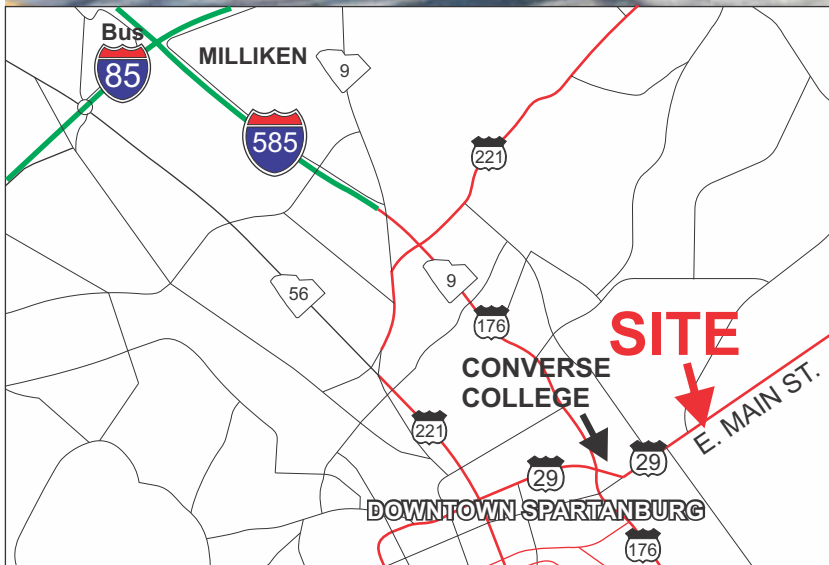 Bus
85
MILLIKEN
9
585
221
56
9
176
SITE
CONVERSE
COLLEGE
E. MAIN ST.
221
29
29
DOWNTOWN SPARTANBURG
176